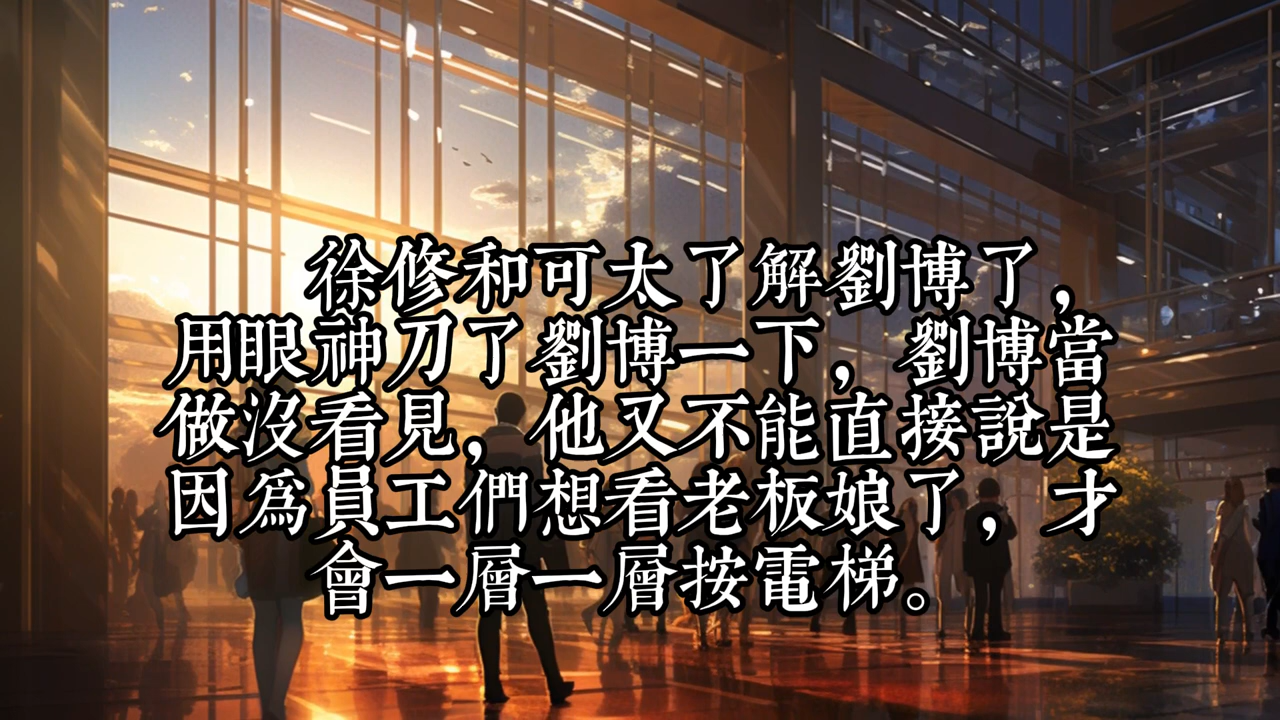 徐修和可太了解劉博了，
用眼神刀了劉博一下，劉博當
做沒看見，他又不能直接說是
因爲員工們想看老板娘了，才
會一層一層按電梯。